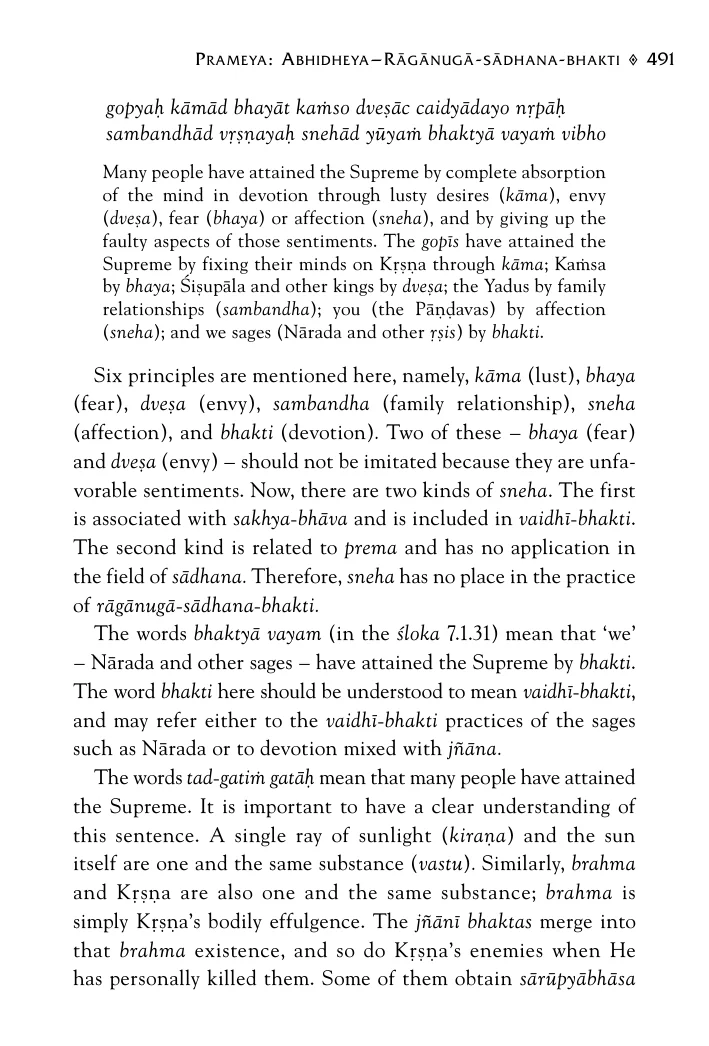 Prameya: Abhidheya–Rāgānugā-sādhana-bhakti ◈ 491
gopyaḥ kāmād bhayāt kaṁso dveṣāc caidyādayo nṛpāḥ
sambandhād vṛṣṇayaḥ snehād yūyaṁ bhaktyā vayaṁ vibho
Many people have attained the Supreme by complete absorption
of the mind in devotion through lusty desires (kāma), envy
(dveṣa), fear (bhaya) or affection (sneha), and by giving up the
faulty aspects of those sentiments. The gopīs have attained the
Supreme by fixing their minds on Kṛṣṇa through kāma; Kaṁsa
by bhaya; Śiṣupāla and other kings by dveṣa; the Yadus by family
relationships (sambandha); you (the Pāṇḍavas) by affection
(sneha); and we sages (Nārada and other ṛṣis) by bhakti.
Six principles are mentioned here, namely, kāma (lust), bhaya
(fear), dveṣa (envy), sambandha (family relationship), sneha
(affection), and bhakti (devotion). Two of these – bhaya (fear)
and dveṣa (envy) – should not be imitated because they are unfa-
vorable sentiments. Now, there are two kinds of sneha. The first
is associated with sakhya-bhāva and is included in vaidhī-bhakti.
The second kind is related to prema and has no application in
the field of sādhana. Therefore, sneha has no place in the practice
of rāgānugā-sādhana-bhakti.
The words bhaktyā vayam (in the śloka 7.1.31) mean that ‘we’
– Nārada and other sages – have attained the Supreme by bhakti.
The word bhakti here should be understood to mean vaidhī-bhakti,
and may refer either to the vaidhī-bhakti practices of the sages
such as Nārada or to devotion mixed with jñāna.
The words tad-gatiṁ gatāḥ mean that many people have attained
the Supreme. It is important to have a clear understanding of
this sentence. A single ray of sunlight (kiraṇa) and the sun
itself are one and the same substance (vastu). Similarly, brahma
and Kṛṣṇa are also one and the same substance; brahma is
simply Kṛṣṇa’s bodily effulgence. The jñānī bhaktas merge into
that brahma existence, and so do Kṛṣṇa’s enemies when He
has personally killed them. Some of them obtain sārūpyābhāsa